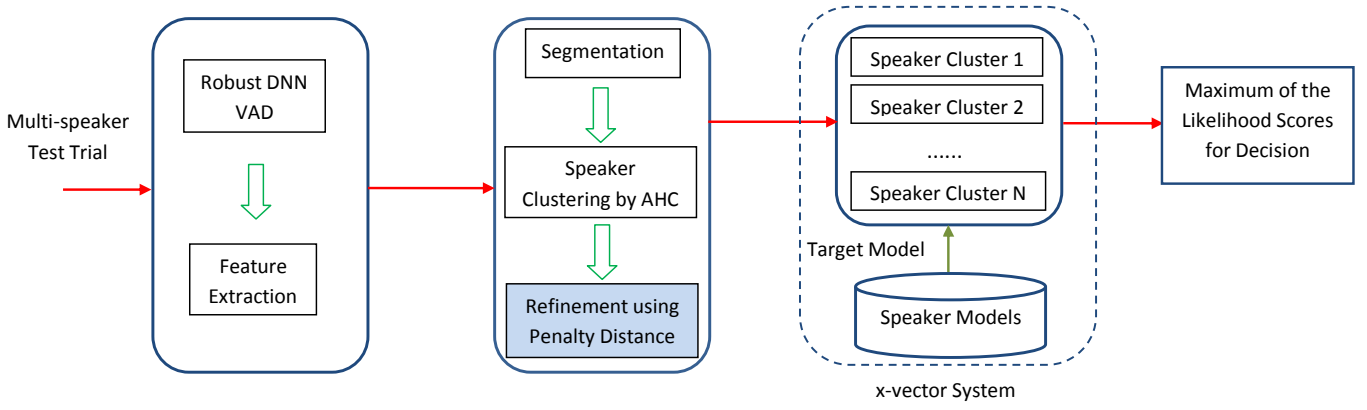 Multi-speaker
Test Trial
Robust DNN
VAD
Feature
Extraction
Segmentation
Speaker
Clustering by AHC
Refinement using
Penalty Distance
Speaker Cluster 1
Speaker Cluster 2
......
Speaker Cluster N
Target Model
Speaker Models
x-vector System
Maximum of the
Likelihood Scores
for Decision